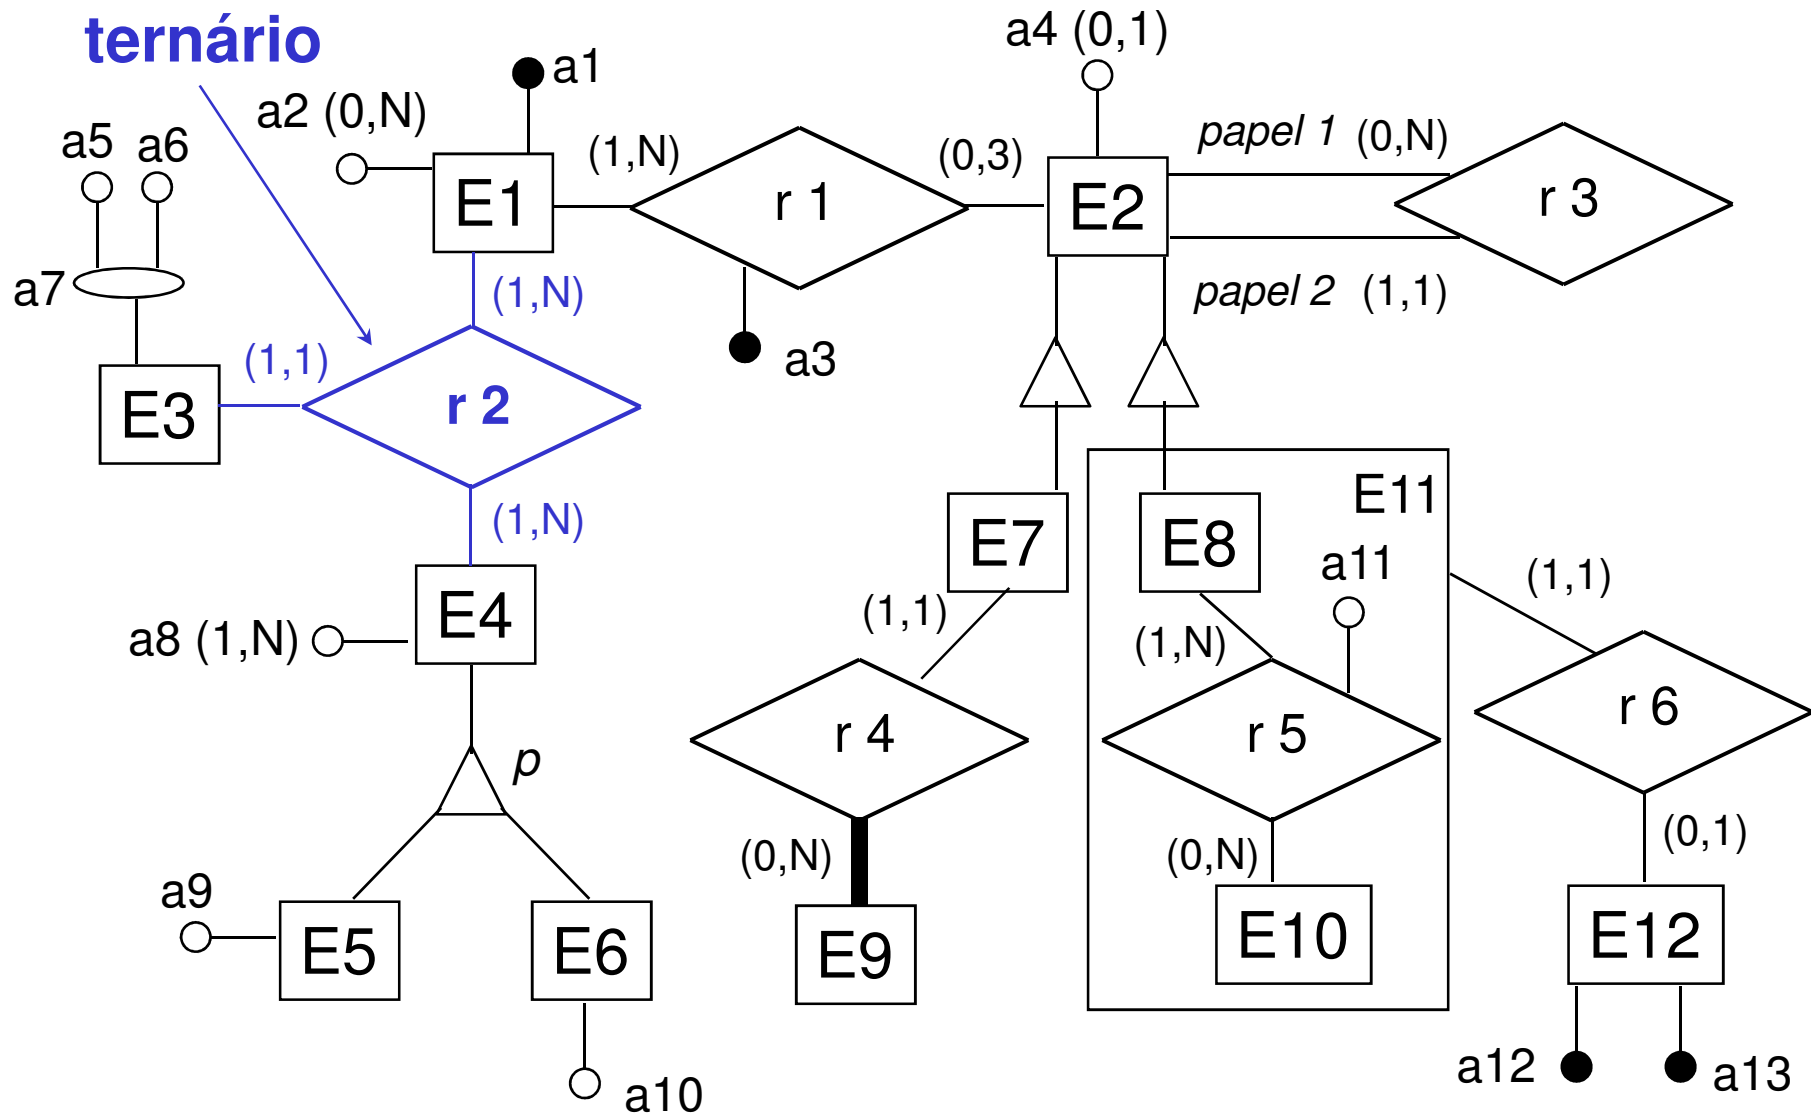 ternário
a4 (0,1)
a1
a2 (0,N)
a5
a6
(1,N)
(0,3)
papel 1 (0,N)
E1
r 1
E2
r 3
a7
(1,N)
papel 2 (1,1)
(1,1)
a3
E3
r 2
(1,N)
E11
E7
E8
a11
(1,1)
(1,1)
E4
a8 (1,N)
(1,N)
r 4
r 5
r 6
p
(0,N)
(0,N)
(0,1)
a9
E5
E6
E9
E10
E12
a10
a12
a13